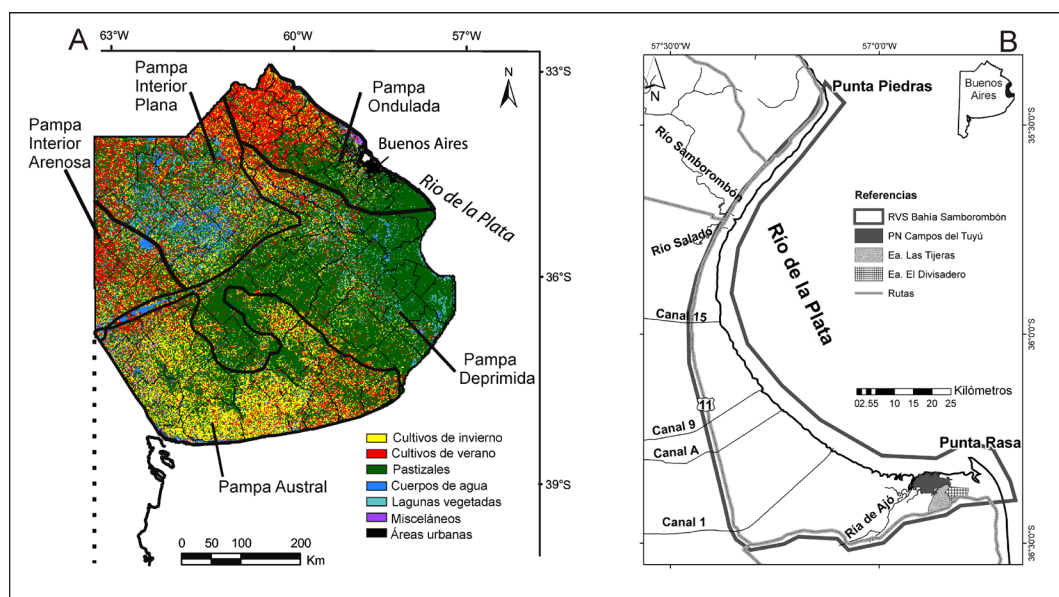 A
63°W
60°W
57°W
33°S
36°S
39°S
N
Pampa
Interior
Plana
Pampa
Ondulada
Pampa
Interior
Arenosa
Buenos Aires
Río de la Plata
Pampa
Deprimida
Pampa Austral
Cultivos de invierno
Cultivos de verano
Pastizales
Cuerpos de agua
Lagunas vegetadas
Misceláneos
Áreas urbanas
0 50 100 200
Km
B
57°30'0"W
57°0'0"W
35°30'0"S
36°0'0"S
36°30'0"S
N
Punta Piedras
Buenos
Aires
Río Samborombón
Río Salado
Río de la Plata
Referencias
RVS Bahía Samborombón
PN Campos del Tuyú
Ea. Las Tijeras
Ea. El Divisadero
Rutas
Canal 15
Kilómetros
02.55 10 15 20 25
11
Canal 9
Canal A
Punta Rasa
Ría de Ajó
Canal 1